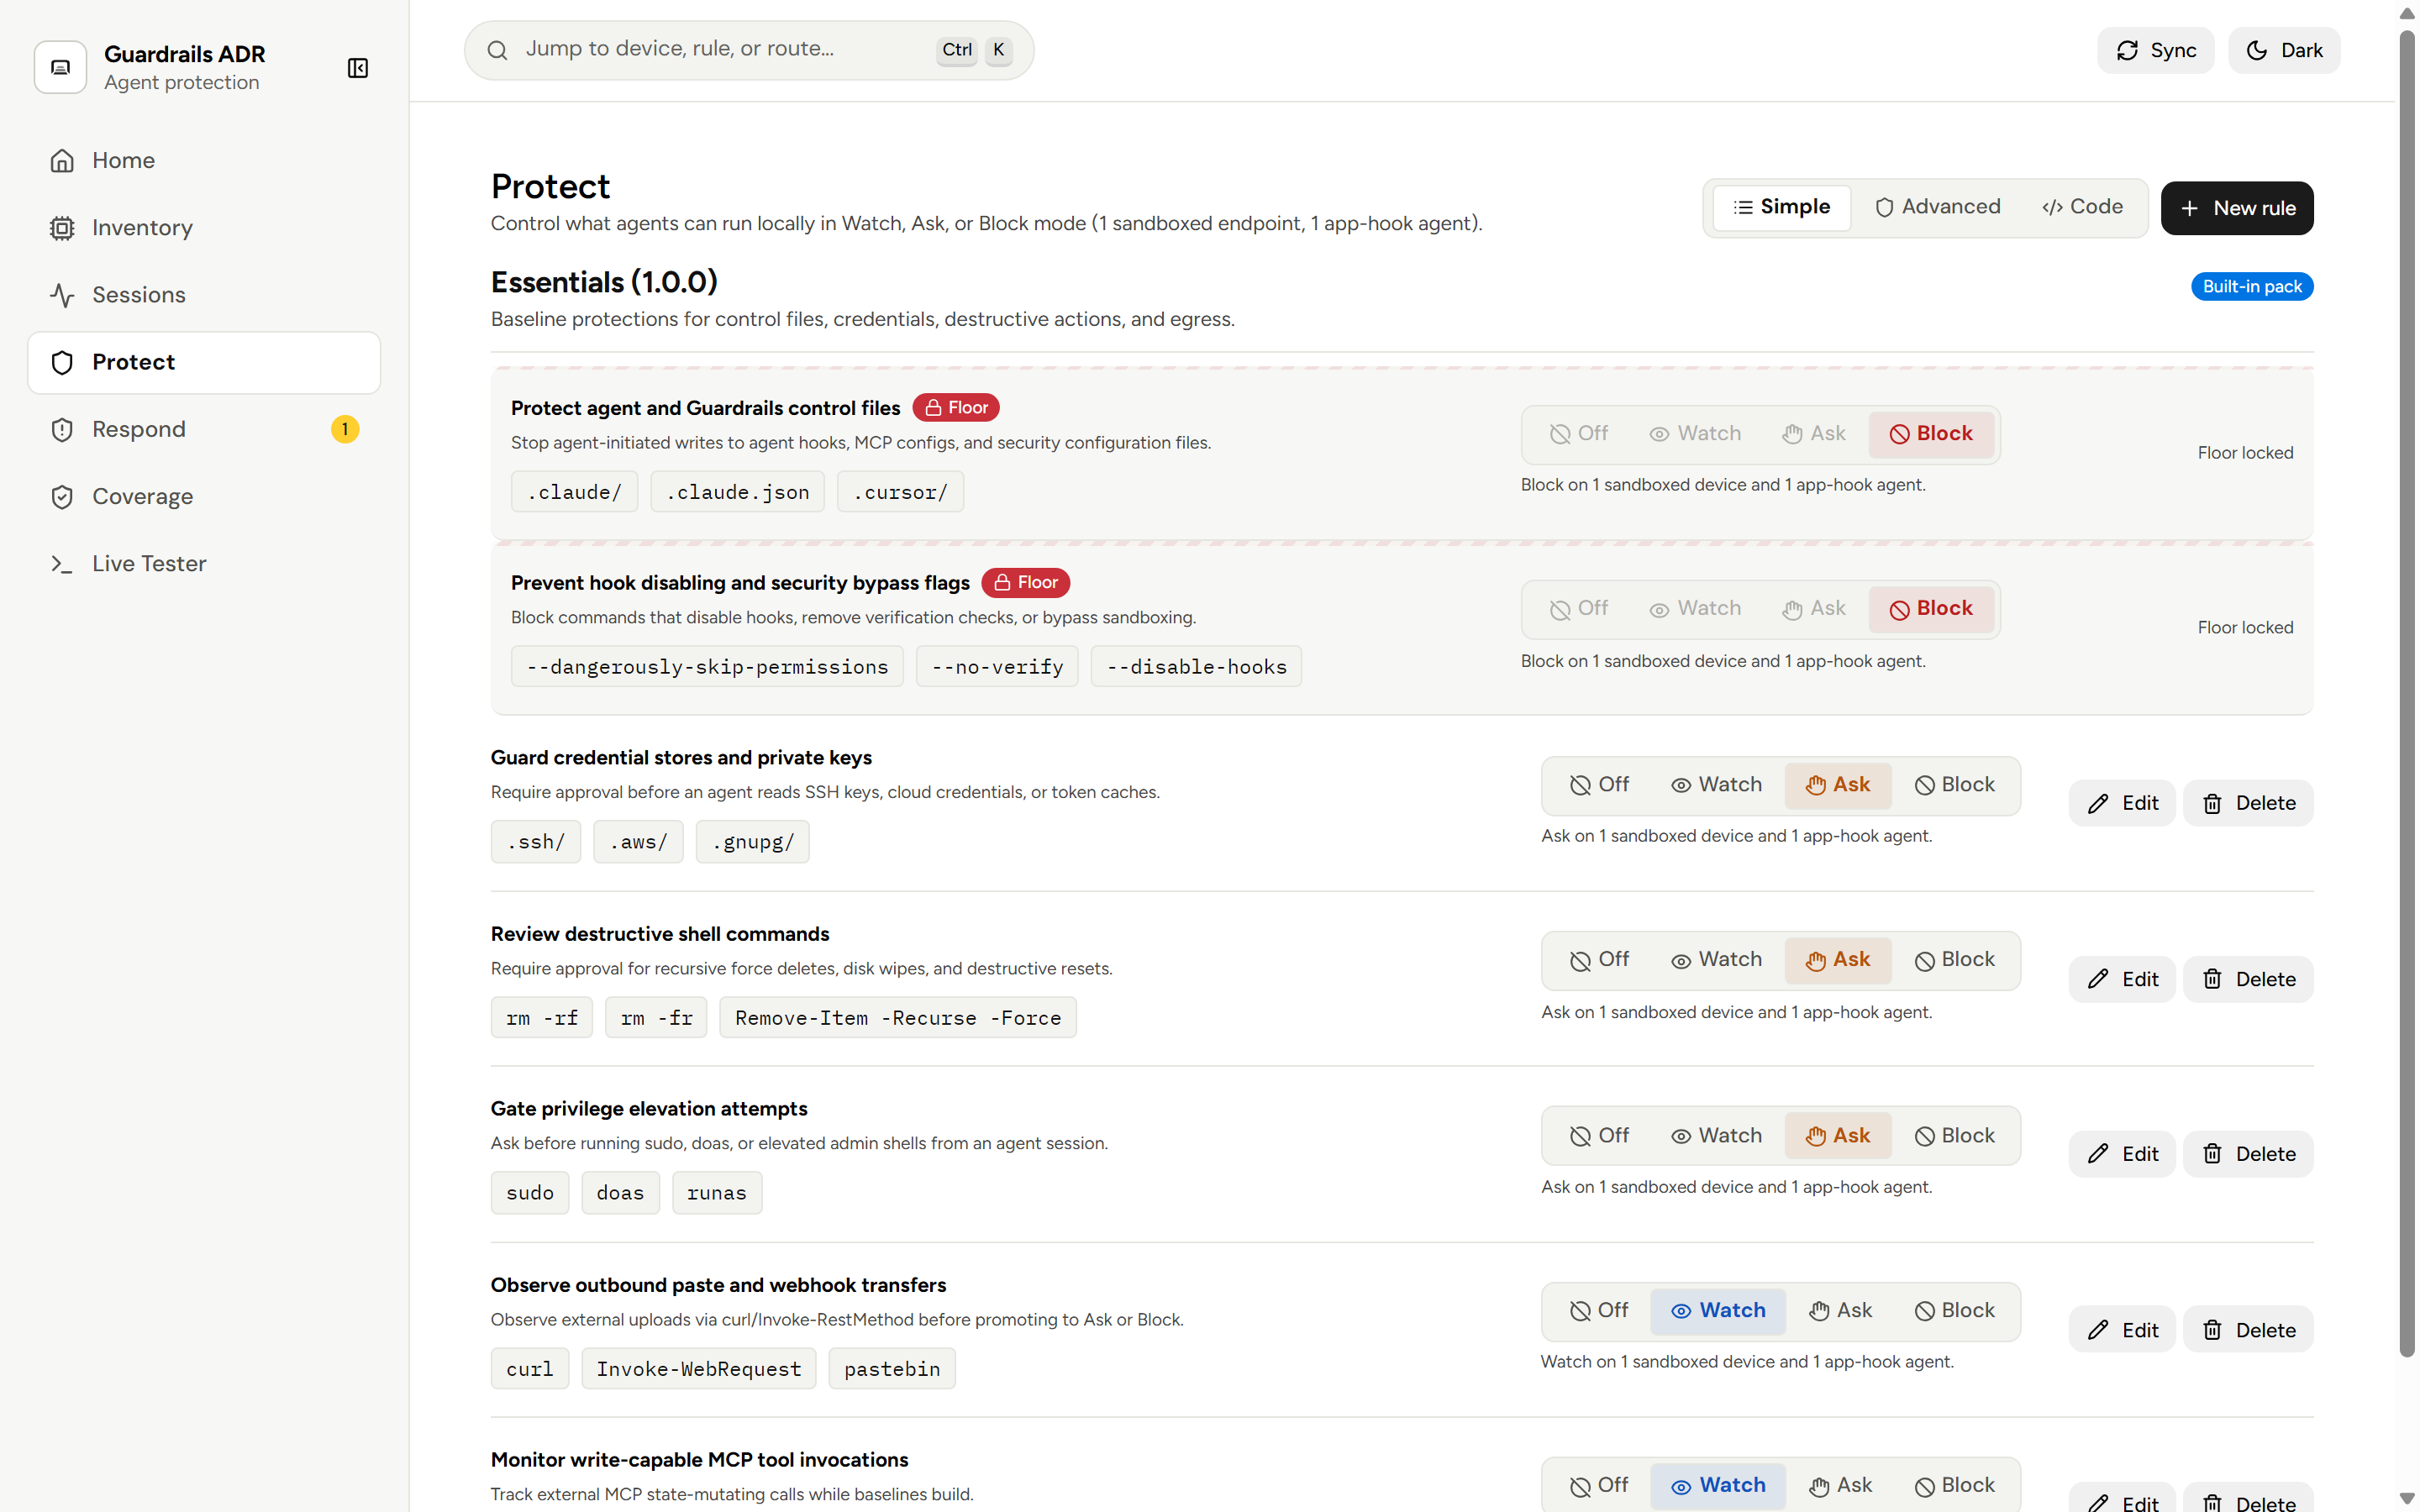 Guardrails ADR
Agent protection
Home
Inventory
Sessions
Protect
Respond 1
Coverage
Live Tester
Jump to device, rule, or route... Ctrl K
Sync Dark
Protect
Control what agents can run locally in Watch, Ask, or Block mode (1 sandboxed endpoint, 1 app-hook agent).
Simple Advanced Code New rule
Essentials (1.0.0)
Built-in pack
Baseline protections for control files, credentials, destructive actions, and egress.
Protect agent and Guardrails control files Floor
Stop agent-initiated writes to agent hooks, MCP configs, and security configuration files.
.claude/ .claude.json .cursor/
Off Watch Ask Block
Block on 1 sandboxed device and 1 app-hook agent.
Floor locked
Prevent hook disabling and security bypass flags Floor
Block commands that disable hooks, remove verification checks, or bypass sandboxing.
--dangerously-skip-permissions --no-verify --disable-hooks
Off Watch Ask Block
Block on 1 sandboxed device and 1 app-hook agent.
Floor locked
Guard credential stores and private keys
Require approval before an agent reads SSH keys, cloud credentials, or token caches.
.ssh/ .aws/ .gnupg/
Off Watch Ask Block
Ask on 1 sandboxed device and 1 app-hook agent.
Edit Delete
Review destructive shell commands
Require approval for recursive force deletes, disk wipes, and destructive resets.
rm -rf rm -fr Remove-Item -Recurse -Force
Off Watch Ask Block
Ask on 1 sandboxed device and 1 app-hook agent.
Edit Delete
Gate privilege elevation attempts
Ask before running sudo, doas, or elevated admin shells from an agent session.
sudo doas runas
Off Watch Ask Block
Ask on 1 sandboxed device and 1 app-hook agent.
Edit Delete
Observe outbound paste and webhook transfers
Observe external uploads via curl/Invoke-RestMethod before promoting to Ask or Block.
curl Invoke-WebRequest pastebin
Off Watch Ask Block
Watch on 1 sandboxed device and 1 app-hook agent.
Edit Delete
Monitor write-capable MCP tool invocations
Track external MCP state-mutating calls while baselines build.
Off Watch Ask Block
Edit Delete